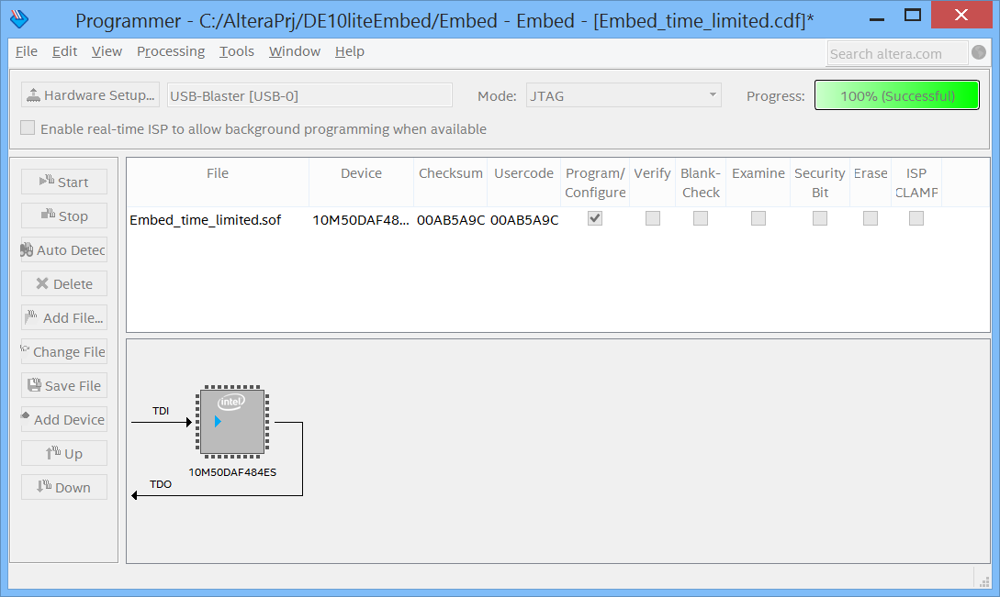 Programmer - C:/AlteraPrj/DE10liteEmbed/Embed - Embed - [Embed_time_limited.cdf]*
File Edit View Processing Tools Window Help
Search altera.com
Hardware Setup... USB-Blaster [USB-0] Mode: JTAG Progress: 100% (Successful)
Enable real-time ISP to allow background programming when available
Start
Stop
Auto Detec
Delete
Add File...
Change File
Save File
Add Device
Up
Down
File Device Checksum Usercode Program/ Verify Blank- Examine Security Erase ISP
Configure Check Bit CLAMP
Embed_time_limited.sof 10M50DAF48... 00AB5A9C 00AB5A9C
intel
TDI
10M50DAF484ES
TDO